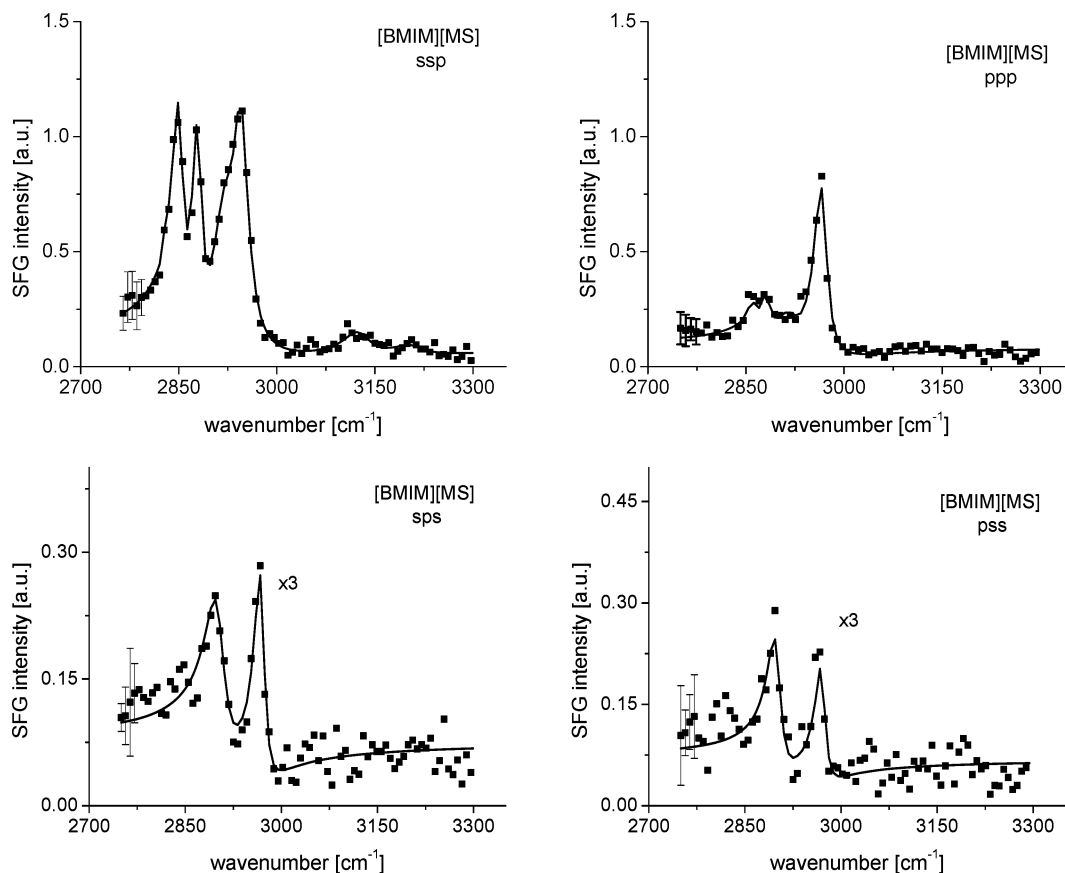 [BMIM][MS]
ssp
SFG intensity [a.u.]
1.5
1.0
0.5
0.0
2700 2850 3000 3150 3300
wavenumber [cm⁻¹]
[BMIM][MS]
ppp
SFG intensity [a.u.]
1.5
1.0
0.5
0.0
2700 2850 3000 3150 3300
wavenumber [cm⁻¹]
[BMIM][MS]
sps
x3
SFG intensity [a.u.]
0.30
0.15
0.00
2700 2850 3000 3150 3300
wavenumber [cm⁻¹]
[BMIM][MS]
pss
x3
SFG intensity [a.u.]
0.45
0.30
0.15
0.00
2700 2850 3000 3150 3300
wavenumber [cm⁻¹]